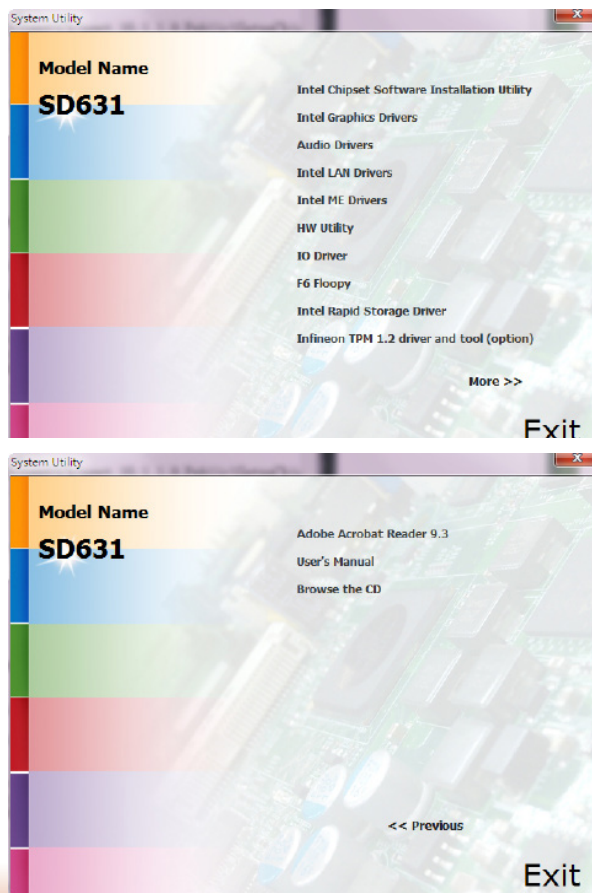 System Utility
Model Name
SD631
Intel Chipset Software Installation Utility
Intel Graphics Drivers
Audio Drivers
Intel LAN Drivers
Intel ME Drivers
HW Utility
IO Driver
F6 Floopy
Intel Rapid Storage Driver
Infineon TPM 1.2 driver and tool (option)
More >>
Exit
System Utility
Model Name
SD631
Adobe Acrobat Reader 9.3
User's Manual
Browse the CD
<< Previous
Exit